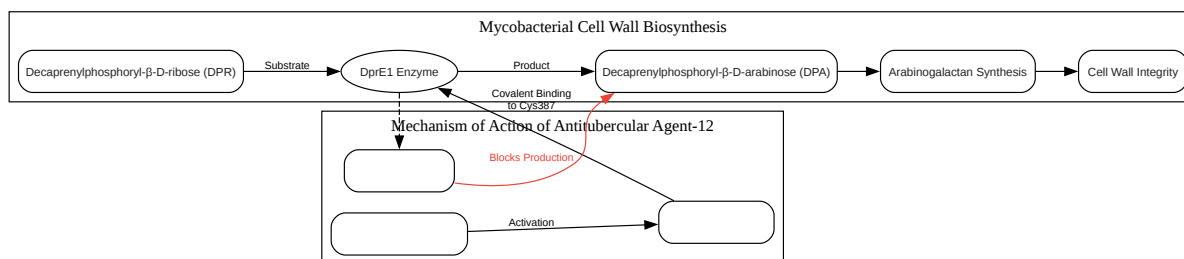 Mycobacterial Cell Wall Biosynthesis
Decaprenylphosphoryl-β-D-ribose (DPR)
Substrate
DprE1 Enzyme
Product
Decaprenylphosphoryl-β-D-arabinose (DPA)
Arabinogalactan Synthesis
Cell Wall Integrity
Covalent Binding
to Cys387
Mechanism of Action of Antitubercular Agent-12
Blocks Production
Activation